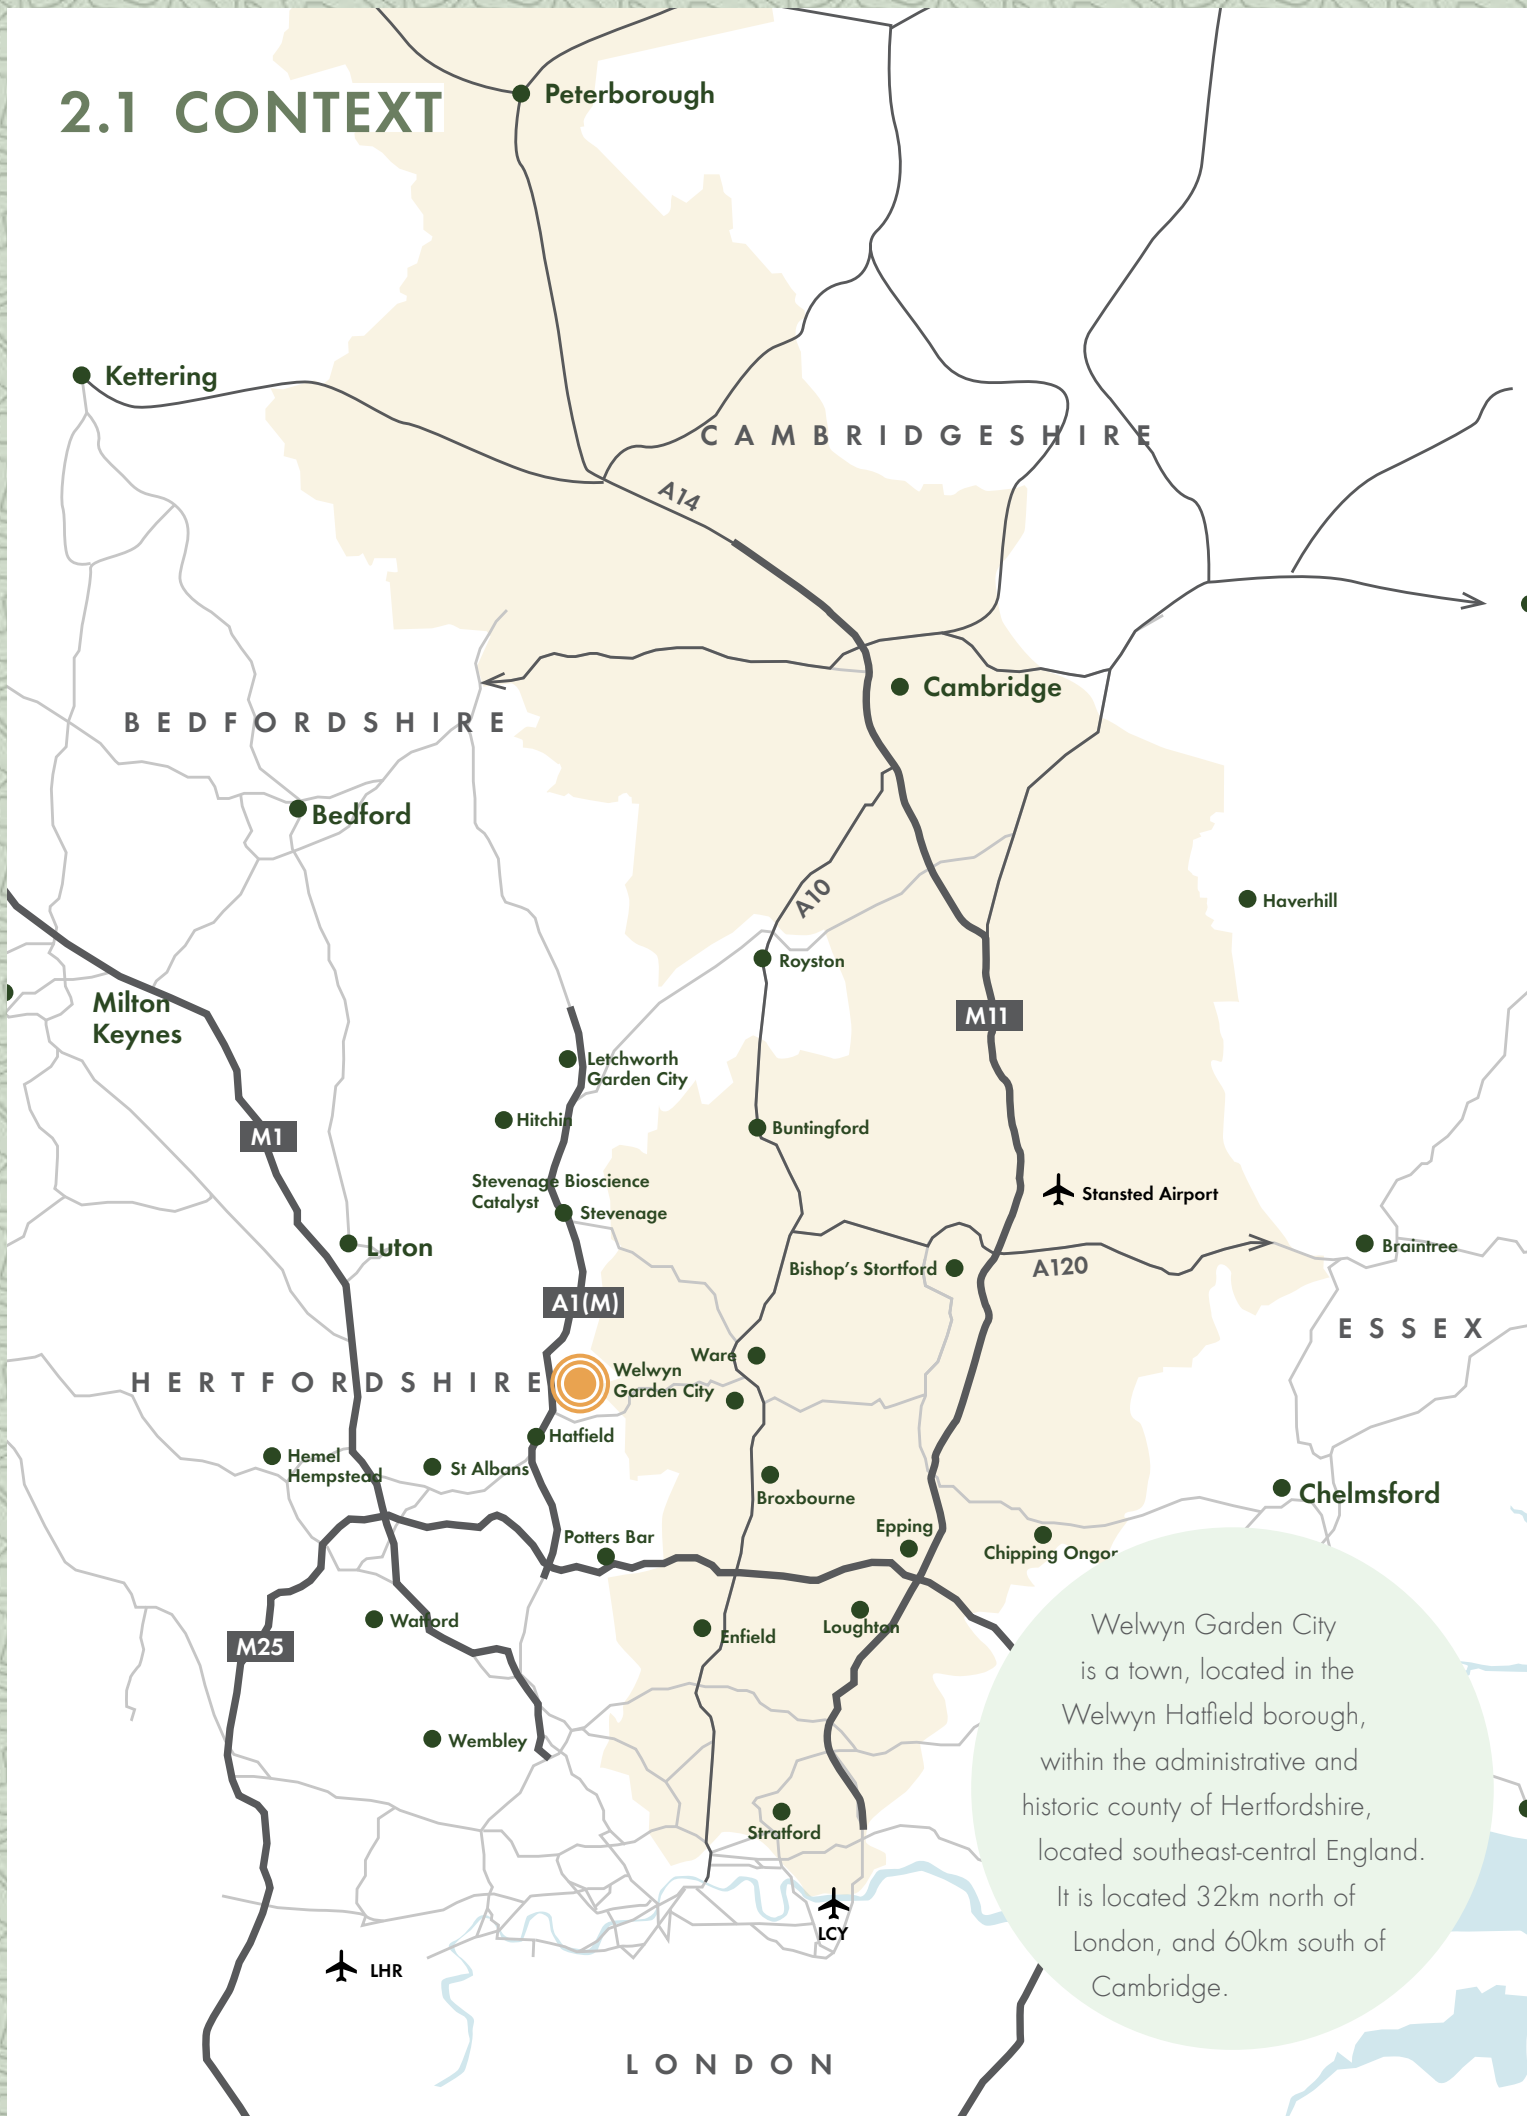 2.1 CONTEXT
Peterborough
Kettering
CAMBRIDGESHIRE
A14
Cambridge
BEDFORDSHIRE
Bedford
A10
Haverhill
Royston
Milton
Keynes
M11
Letchworth
Garden City
Hitchin
Buntingford
M1
Stevenage Bioscience
Catalyst
Stevenage
Stansted Airport
Luton
Bishop's Stortford
A120
Braintree
A1(M)
ESSEX
Ware
HERTFORDSHIRE
Welwyn
Garden City
Hatfield
Hemel
Hempstead
St Albans
Broxbourne
Chelmsford
Potters Bar
Epping
Chipping Ongar
Watford
Enfield
Loughton
M25
Wembley
Stratford
LCY
LHR
LONDON
Welwyn Garden City
is a town, located in the
Welwyn Hatfield borough,
within the administrative and
historic county of Hertfordshire,
located southeast-central England.
It is located 32km north of
London, and 60km south of
Cambridge.